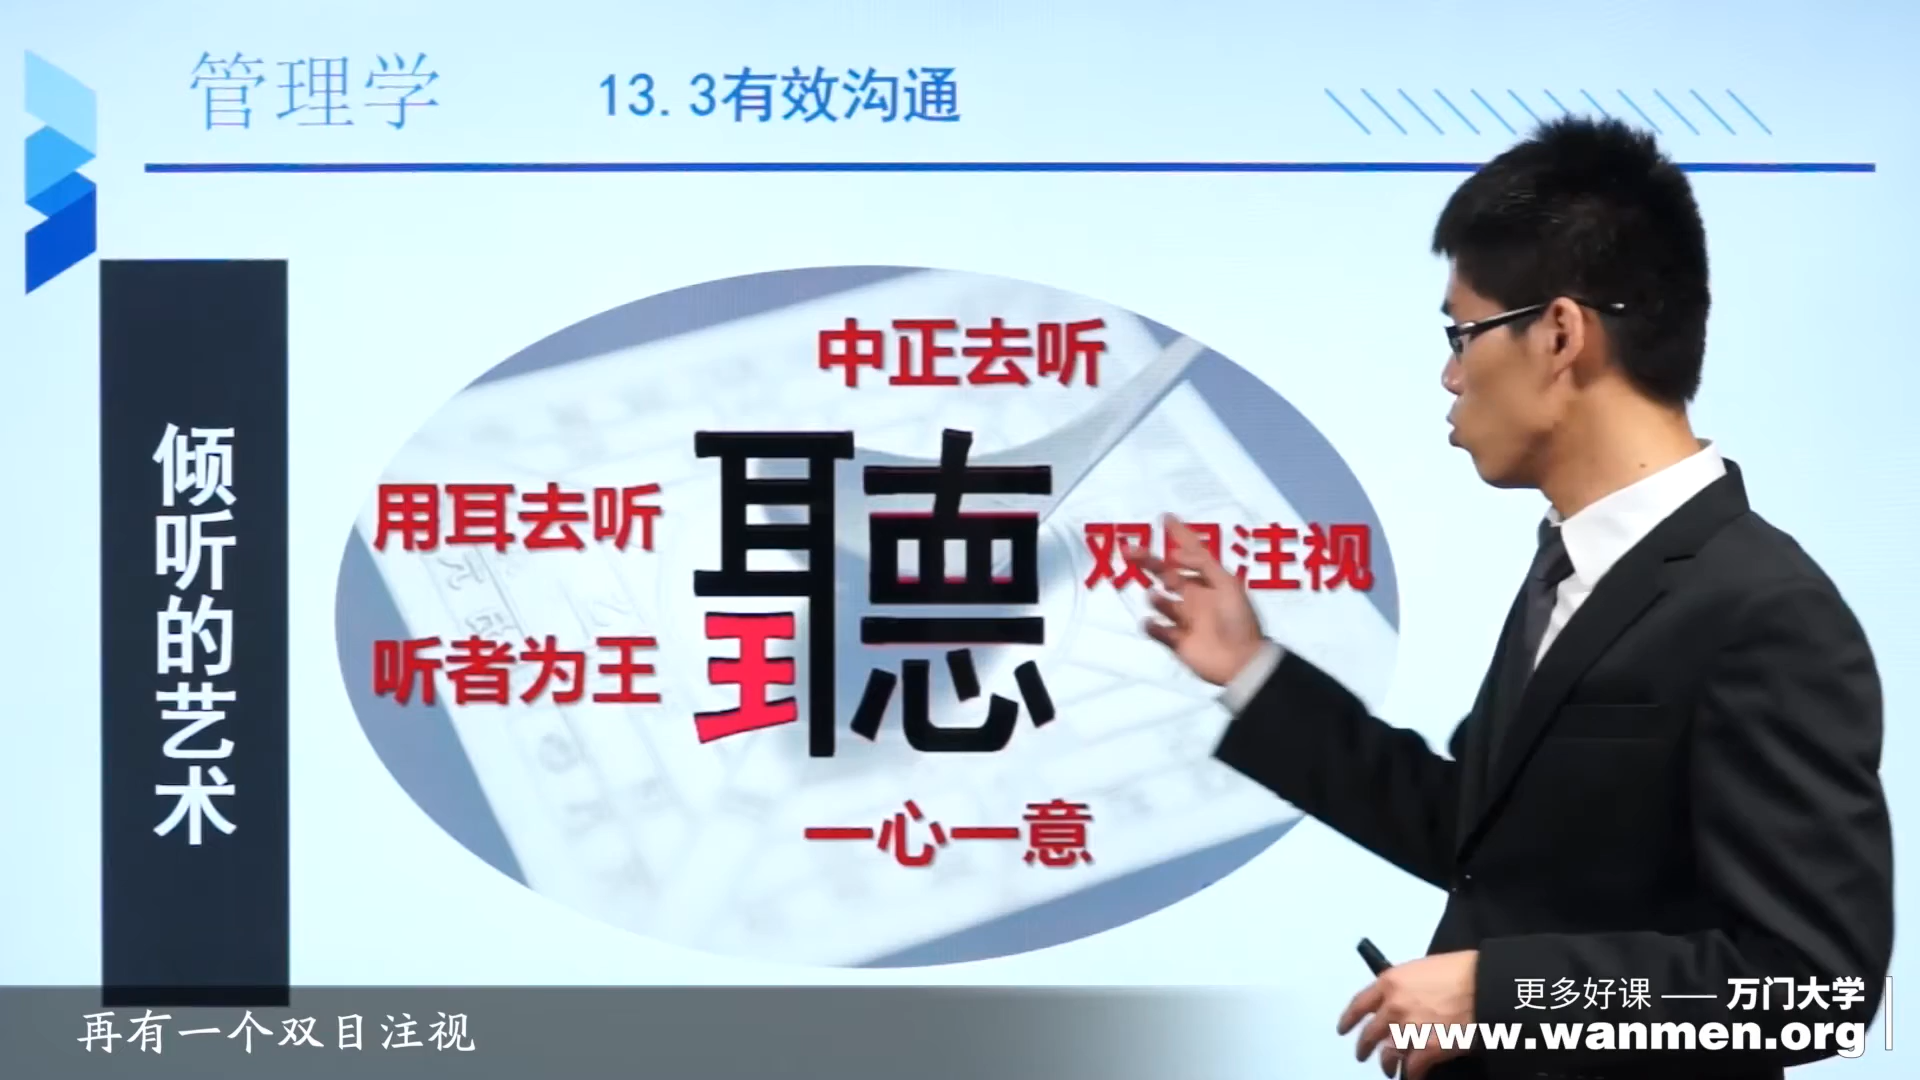 管理学
13.3有效沟通
倾听的艺术
中正去听
用耳去听
聽
双目注视
听者为王
一心一意
再有一个双目注视
更多好课 —— 万门大学
www.wanmen.org